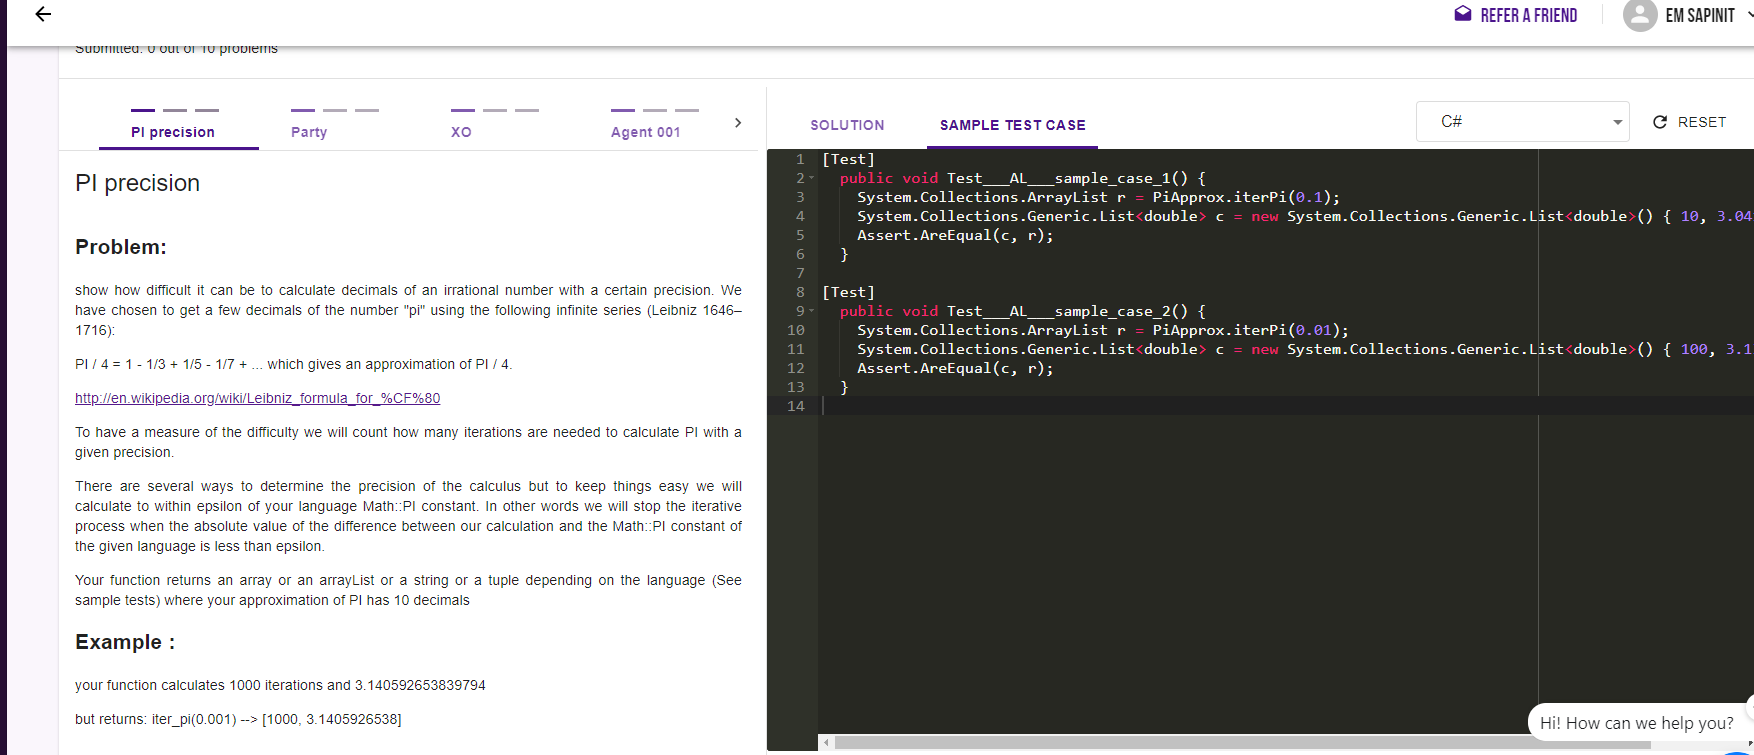 REFER A FRIEND
EM SAPINIT
Submitted: 0 out of 10 problems
PI precision
Party
XO
Agent 001
SOLUTION
SAMPLE TEST CASE
C#
RESET
PI precision
Problem:
show how difficult it can be to calculate decimals of an irrational number with a certain precision. We
have chosen to get a few decimals of the number "pi" using the following infinite series (Leibniz 1646–
1716):
PI / 4 = 1 - 1/3 + 1/5 - 1/7 + ... which gives an approximation of PI / 4.
http://en.wikipedia.org/wiki/Leibniz_formula_for_%CF%80
To have a measure of the difficulty we will count how many iterations are needed to calculate PI with a
given precision.
There are several ways to determine the precision of the calculus but to keep things easy we will
calculate to within epsilon of your language Math::PI constant. In other words we will stop the iterative
process when the absolute value of the difference between our calculation and the Math::PI constant of
the given language is less than epsilon.
Your function returns an array or an arrayList or a string or a tuple depending on the language (See
sample tests) where your approximation of PI has 10 decimals
Example :
your function calculates 1000 iterations and 3.140592653839794
but returns: iter_pi(0.001) --> [1000, 3.1405926538]
1 [Test]
2 public void Test___AL___sample_case_1() {
3 System.Collections.ArrayList r = PiApprox.iterPi(0.1);
4 System.Collections.Generic.List<double> c = new System.Collections.Generic.List<double>() { 10, 3.04
5 Assert.AreEqual(c, r);
6 }
7
8 [Test]
9 public void Test___AL___sample_case_2() {
10 System.Collections.ArrayList r = PiApprox.iterPi(0.01);
11 System.Collections.Generic.List<double> c = new System.Collections.Generic.List<double>() { 100, 3.1
12 Assert.AreEqual(c, r);
13 }
14
Hi! How can we help you?